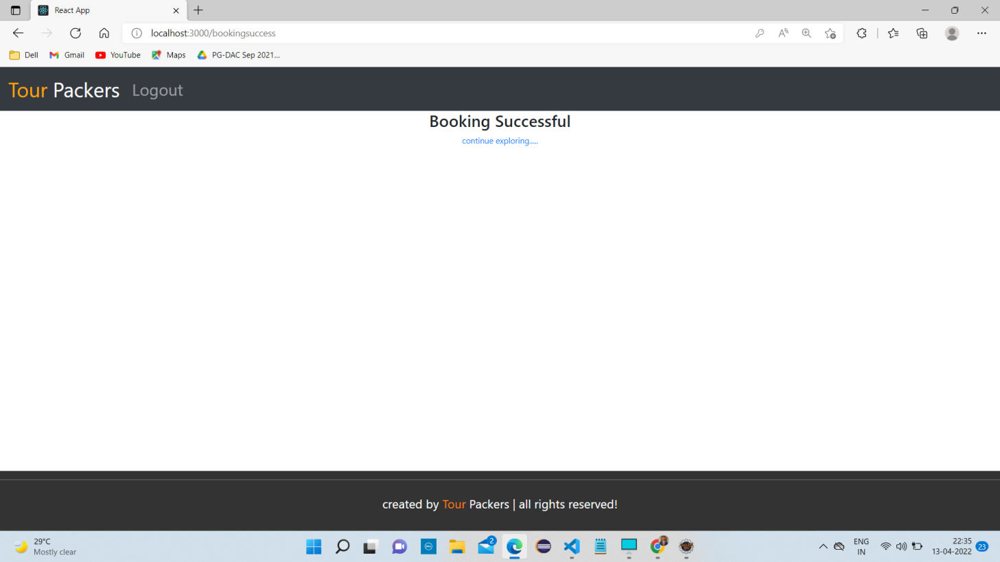 React App
localhost:3000/bookingsuccess
Dell Gmail YouTube Maps PG-DAC Sep 2021...
Tour Packers Logout
Booking Successful
continue exploring.....
created by Tour Packers | all rights reserved!
29°C
Mostly clear
2
ENG
IN
22:35
13-04-2022
23